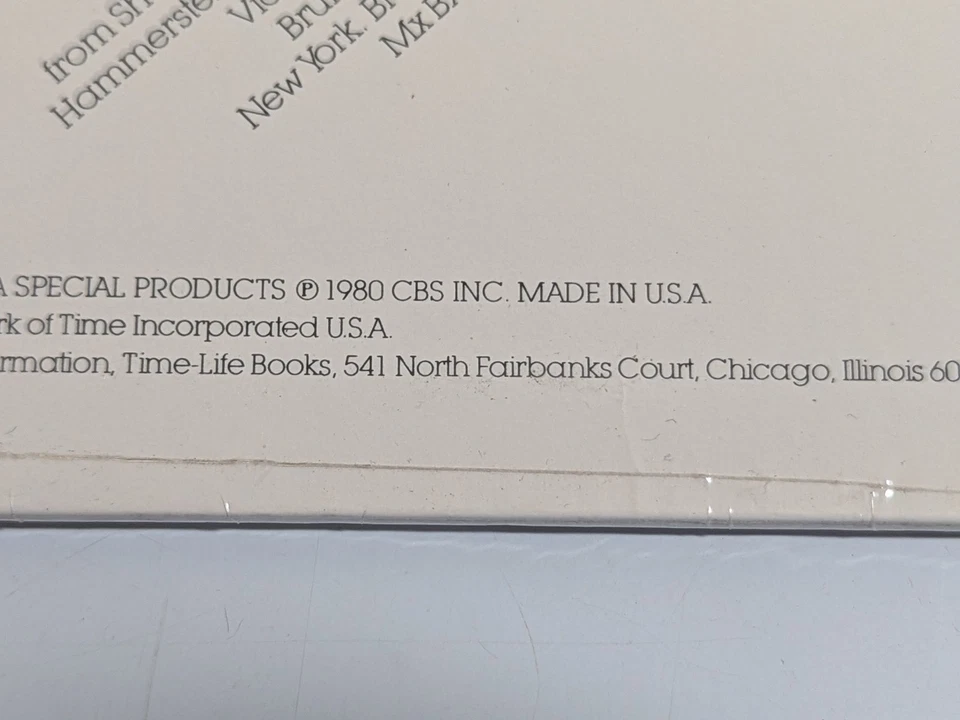 from
Hammerste
New York. B
Mx B
A SPECIAL PRODUCTS ℗ 1980 CBS INC. MADE IN U.S.A.
rk of Time Incorporated U.S.A.
rmation, Time-Life Books, 541 North Fairbanks Court, Chicago, Illinois 60